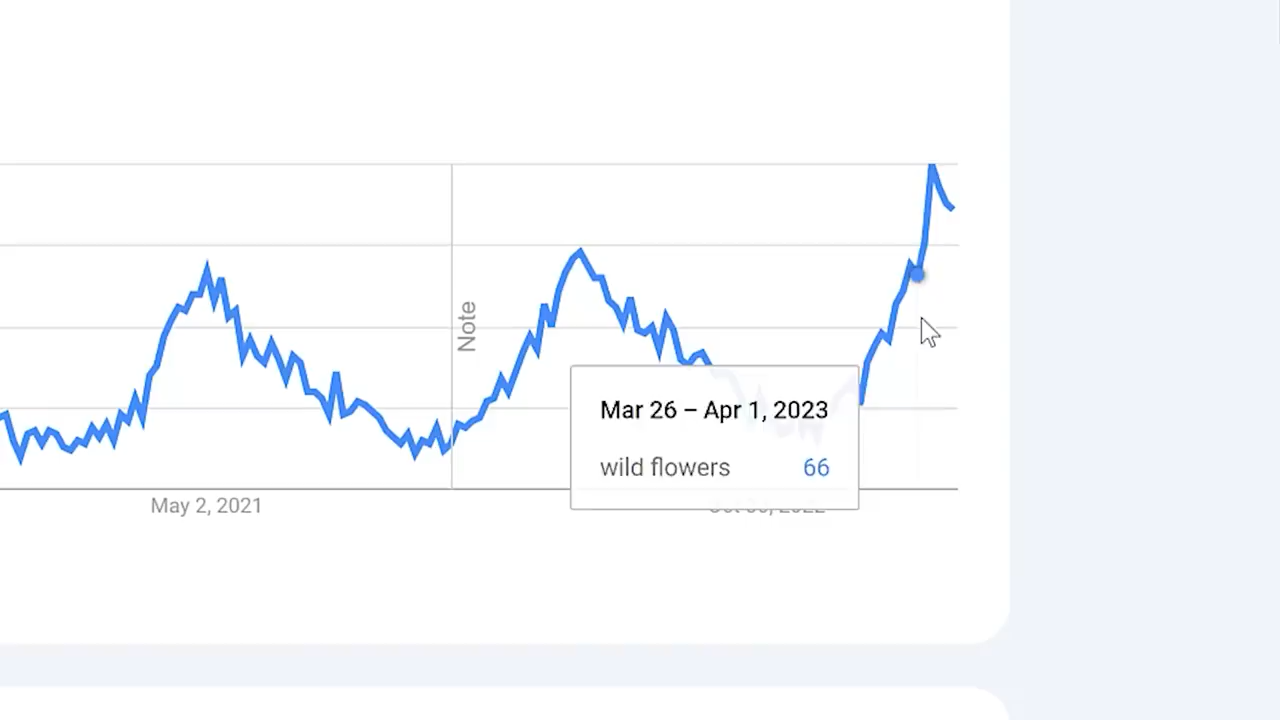 Note
Mar 26 – Apr 1, 2023
wild flowers 66
May 2, 2021